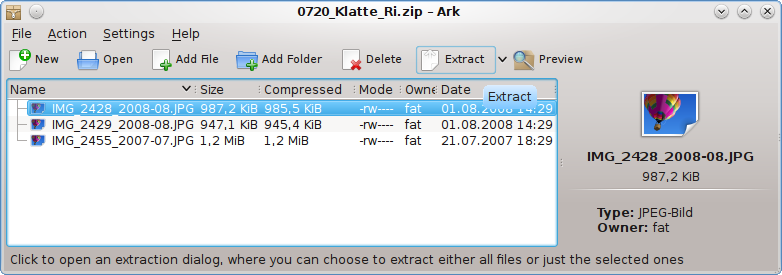 0720_Klatte_Ri.zip – Ark
File Action Settings Help
New Open Add File Add Folder Delete Extract Preview
Name Size Compressed Mode Owne Date
Extract
IMG_2428_2008-08.JPG 987,2 KiB 985,5 KiB -rw---- fat 01.08.2008 14:29
IMG_2429_2008-08.JPG 947,1 KiB 945,4 KiB -rw---- fat 01.08.2008 14:29
IMG_2455_2007-07.JPG 1,2 MiB 1,2 MiB -rw---- fat 21.07.2007 18:29
IMG_2428_2008-08.JPG
987,2 KiB
Type: JPEG-Bild
Owner: fat
Click to open an extraction dialog, where you can choose to extract either all files or just the selected ones